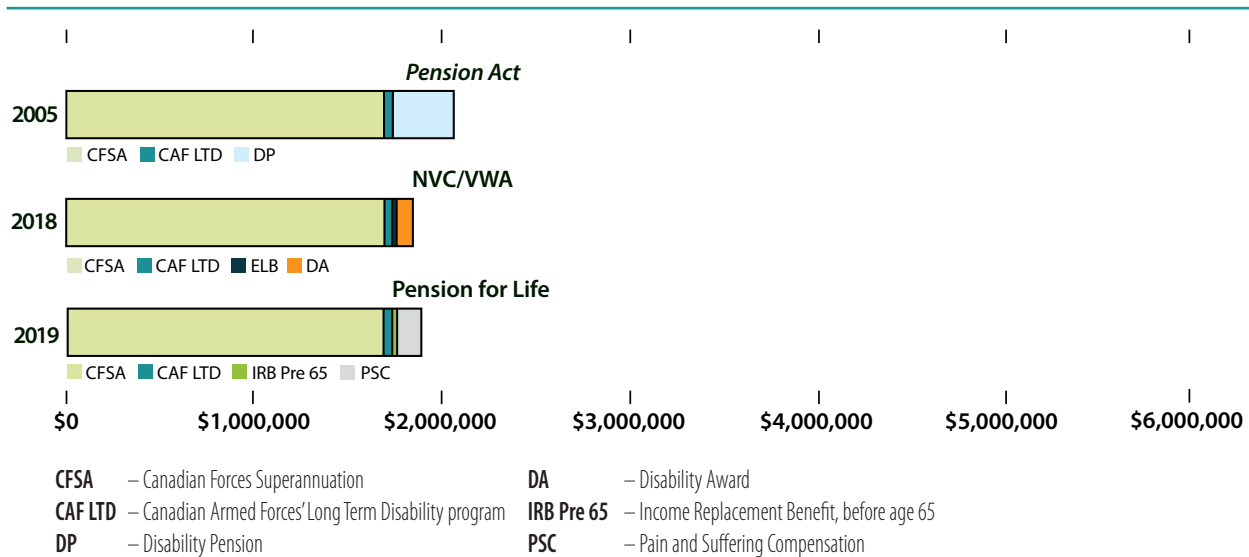 Pension Act
2005
CFSA CAF LTD DP
NVC/VWA
2018
CFSA CAF LTD ELB DA
Pension for Life
2019
CFSA CAF LTD IRB Pre 65 PSC
$0 $1,000,000 $2,000,000 $3,000,000 $4,000,000 $5,000,000 $6,000,000
CFSA – Canadian Forces Superannuation
CAF LTD – Canadian Armed Forces’ Long Term Disability program
DP – Disability Pension
DA – Disability Award
IRB Pre 65 – Income Replacement Benefit, before age 65
PSC – Pain and Suffering Compensation